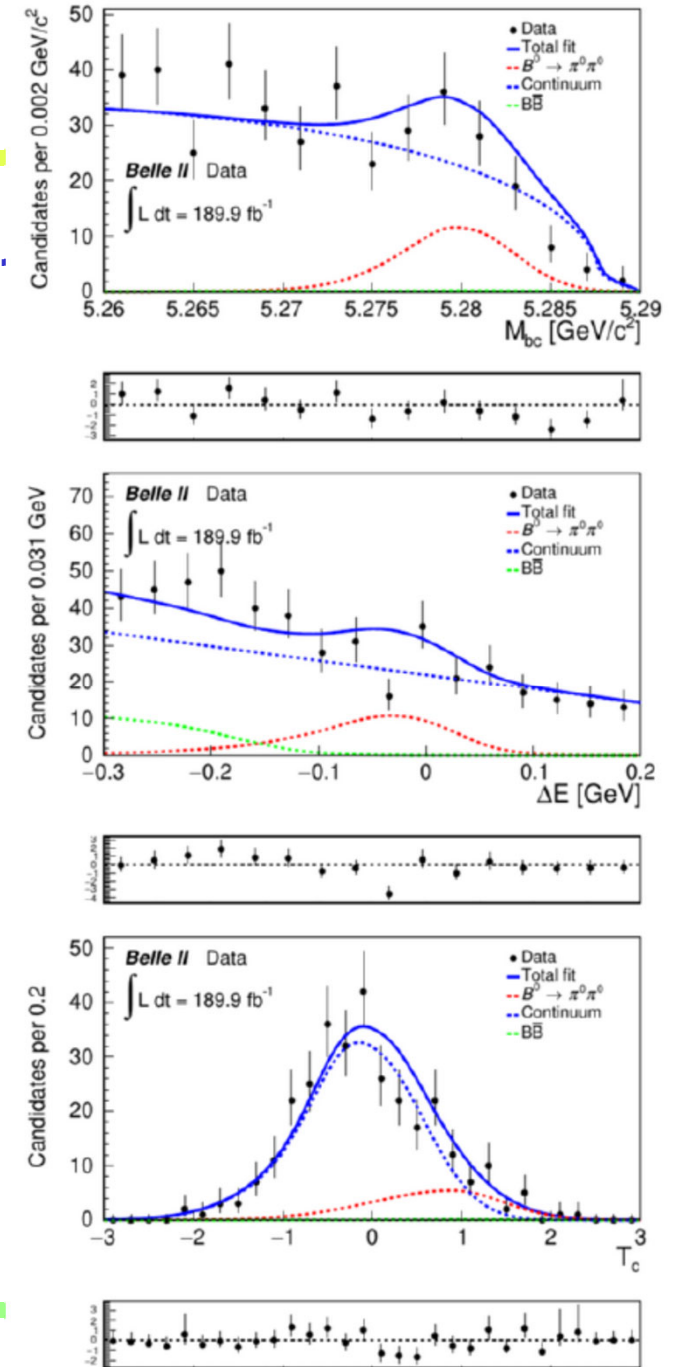 Candidates per 0.002 GeV/c²
50
40
30
20
10
0
Belle II Data
∫ L dt = 189.9 fb⁻¹
Data
Total fit
B⁰ → π⁰π⁰
Continuum
BB̅
5.26 5.265 5.27 5.275 5.28 5.285 5.29
M_bc [GeV/c²]
Candidates per 0.031 GeV
70
60
50
40
30
20
10
0
Belle II Data
∫ L dt = 189.9 fb⁻¹
Data
Total fit
B⁰ → π⁰π⁰
Continuum
BB̅
−0.3 −0.2 −0.1 0 0.1 0.2
ΔE [GeV]
Candidates per 0.2
50
40
30
20
10
0
Belle II Data
∫ L dt = 189.9 fb⁻¹
Data
Total fit
B⁰ → π⁰π⁰
Continuum
BB̅
−3 −2 −1 0 1 2 3
T_c